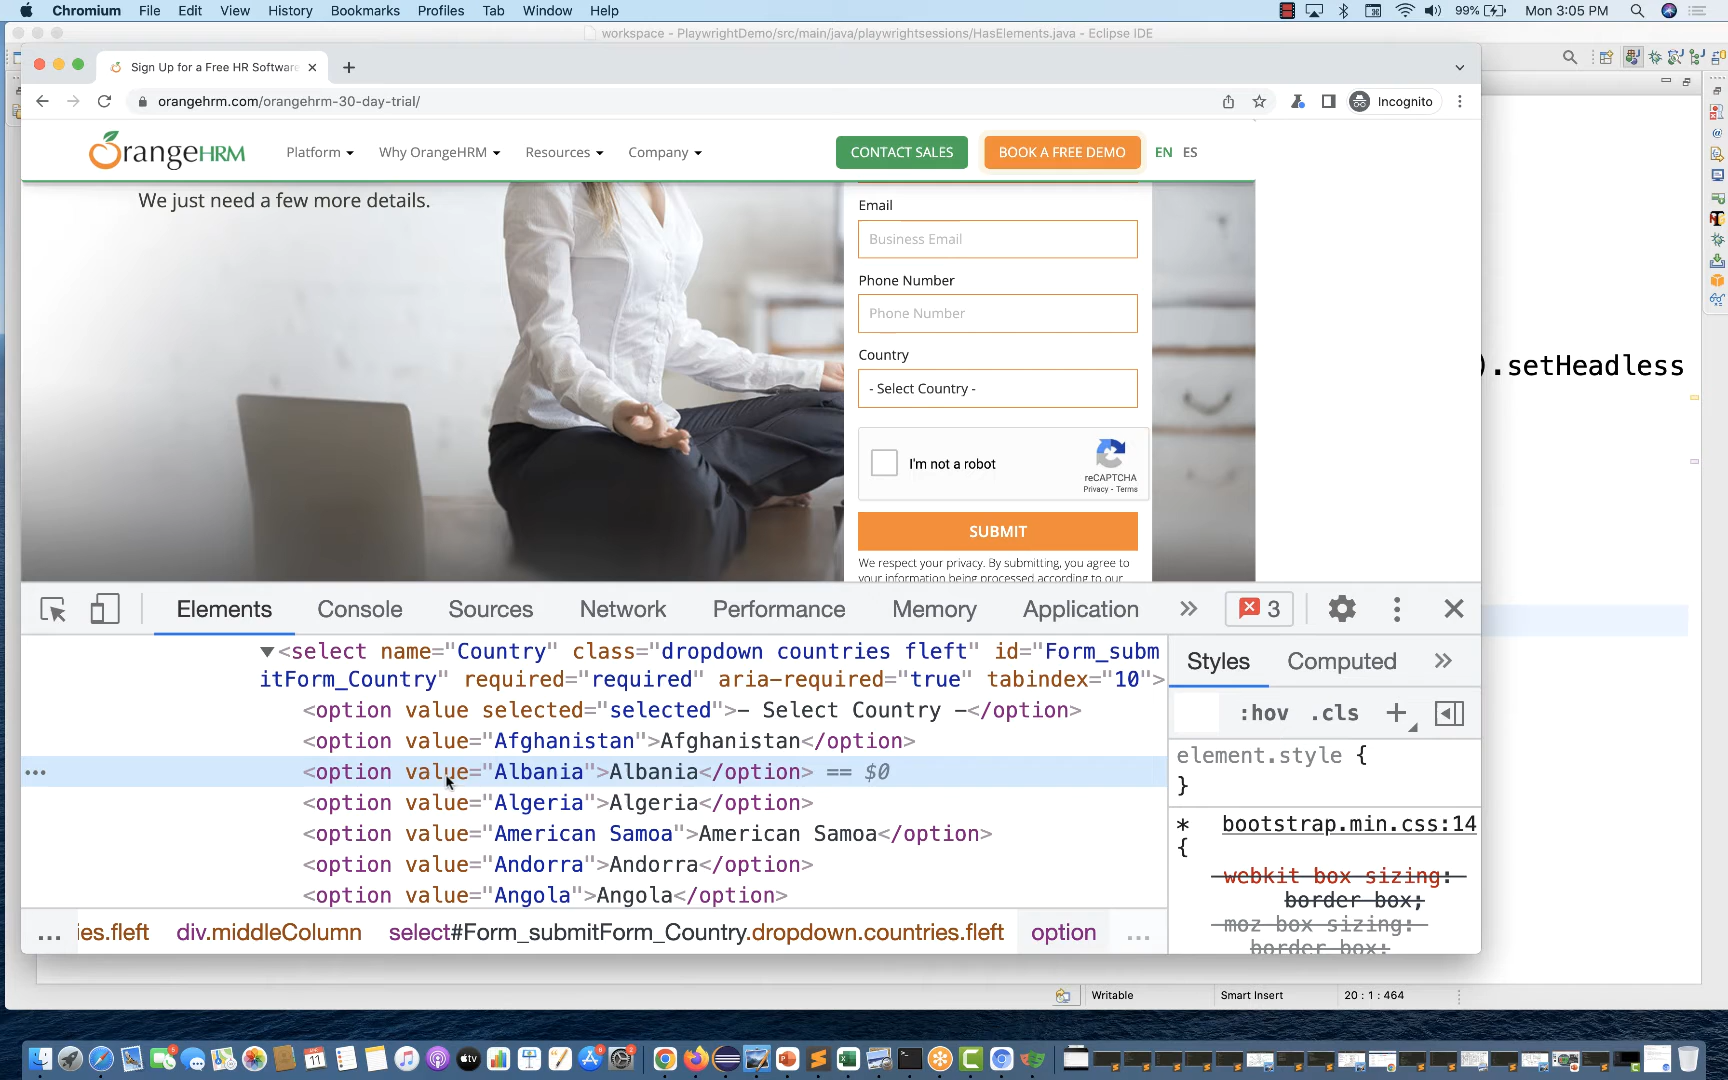 Chromium File Edit View History Bookmarks Profiles Tab Window Help 99% Mon 3:05 PM
workspace - PlaywrightDemo/src/main/java/playwrightsessions/HasElements.java - Eclipse IDE
Sign Up for a Free HR Software
orangehrm.com/orangehrm-30-day-trial/ Incognito
OrangeHRM Platform Why OrangeHRM Resources Company CONTACT SALES BOOK A FREE DEMO EN ES
We just need a few more details.
Email
Business Email
Phone Number
Phone Number
Country
- Select Country -
).setHeadless
I'm not a robot
reCAPTCHA
Privacy - Terms
SUBMIT
We respect your privacy. By submitting, you agree to
your information being processed according to our
Elements Console Sources Network Performance Memory Application » 3
▼<select name="Country" class="dropdown countries fleft" id="Form_subm
itForm_Country" required="required" aria-required="true" tabindex="10">
<option value selected="selected">- Select Country -</option>
<option value="Afghanistan">Afghanistan</option>
<option value="Albania">Albania</option> == $0
<option value="Algeria">Algeria</option>
<option value="American Samoa">American Samoa</option>
<option value="Andorra">Andorra</option>
<option value="Angola">Angola</option>
... ies.fleft div.middleColumn select#Form_submitForm_Country.dropdown.countries.fleft option ...
Styles Computed »
:hov .cls +
element.style {
}
* bootstrap.min.css:14
{
-webkit-box-sizing:
border-box;
-moz-box-sizing:
border-box;
Writable Smart Insert 20 : 1 : 464